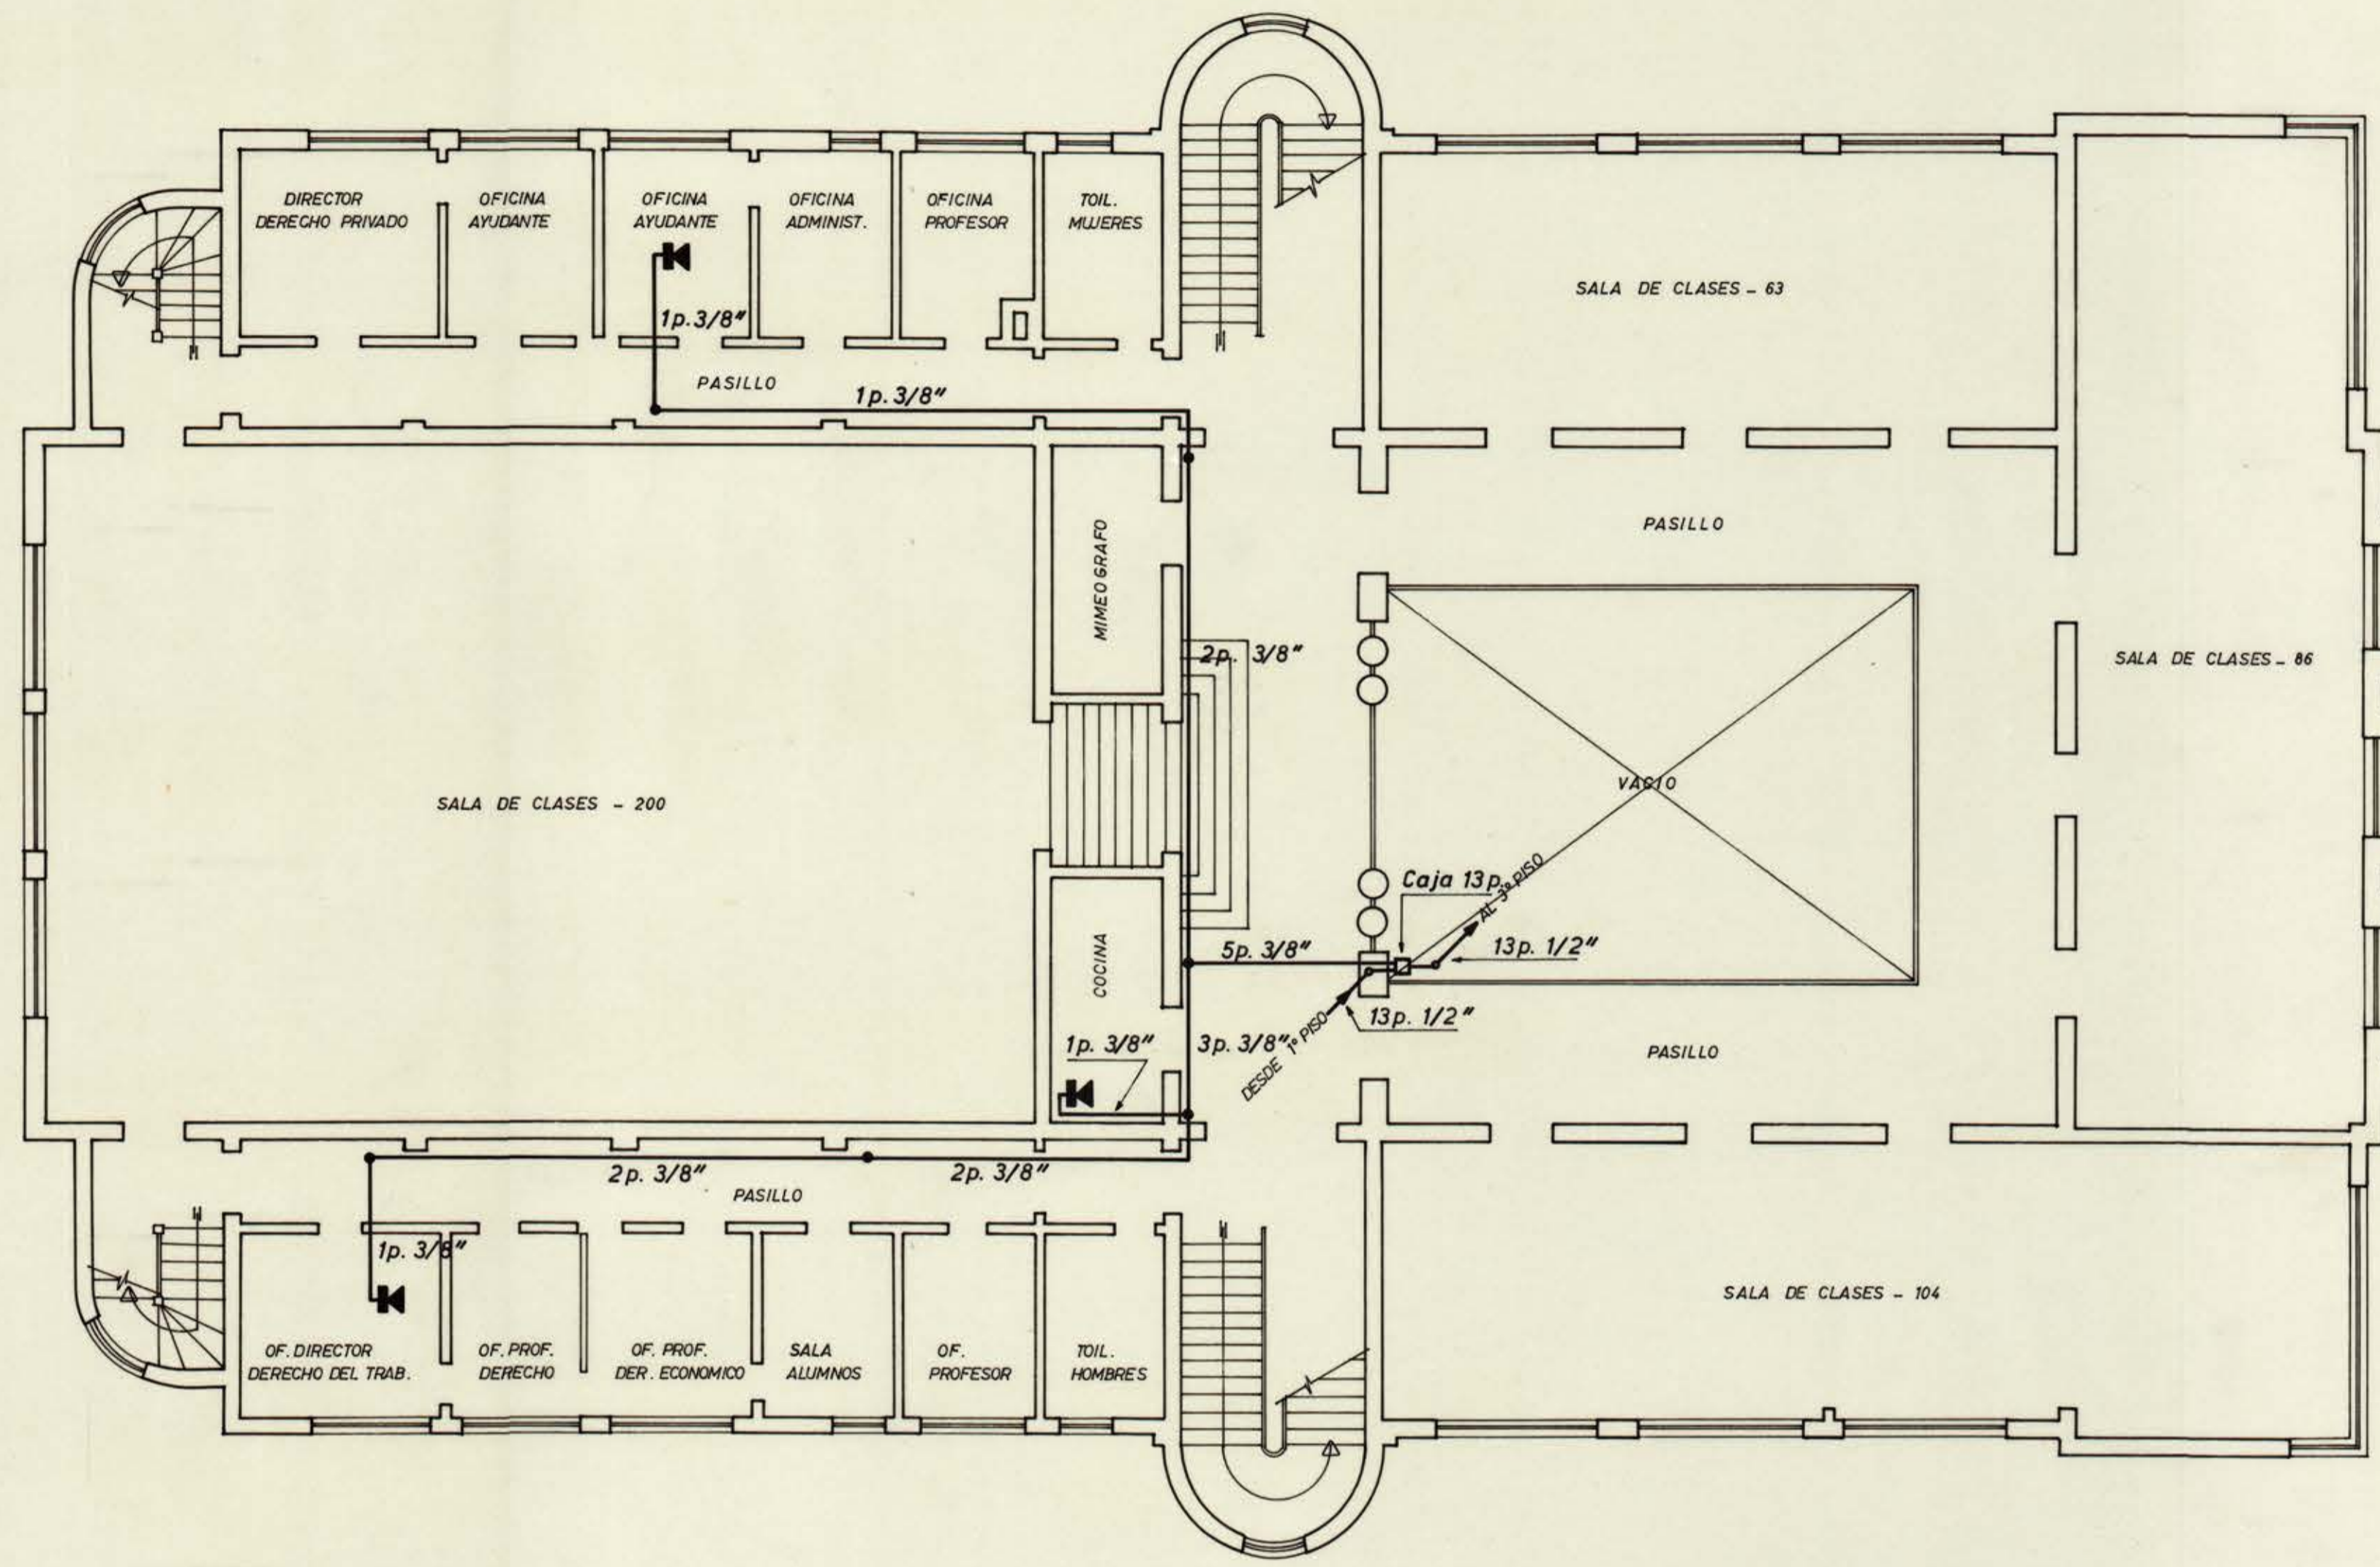 DIRECTOR
DERECHO PRIVADO
OFICINA
AYUDANTE
OFICINA
AYUDANTE
OFICINA
ADMINIST.
OFICINA
PROFESOR
TOIL.
MUJERES
1p. 3/8"
PASILLO
1p. 3/8"
SALA DE CLASES - 63
PASILLO
MIMEOGRAFO
2p. 3/8"
SALA DE CLASES - 86
VACIO
SALA DE CLASES - 200
Caja 13p.
AL 3º PISO
COCINA
5p. 3/8"
13p. 1/2"
13p. 1/2"
DESDE 1º PISO
1p. 3/8"
3p. 3/8"
PASILLO
2p. 3/8"
2p. 3/8"
PASILLO
1p. 3/8"
SALA DE CLASES - 104
OF. DIRECTOR
DERECHO DEL TRAB.
OF. PROF.
DERECHO
OF. PROF.
DER. ECONOMICO
SALA
ALUMNOS
OF.
PROFESOR
TOIL.
HOMBRES